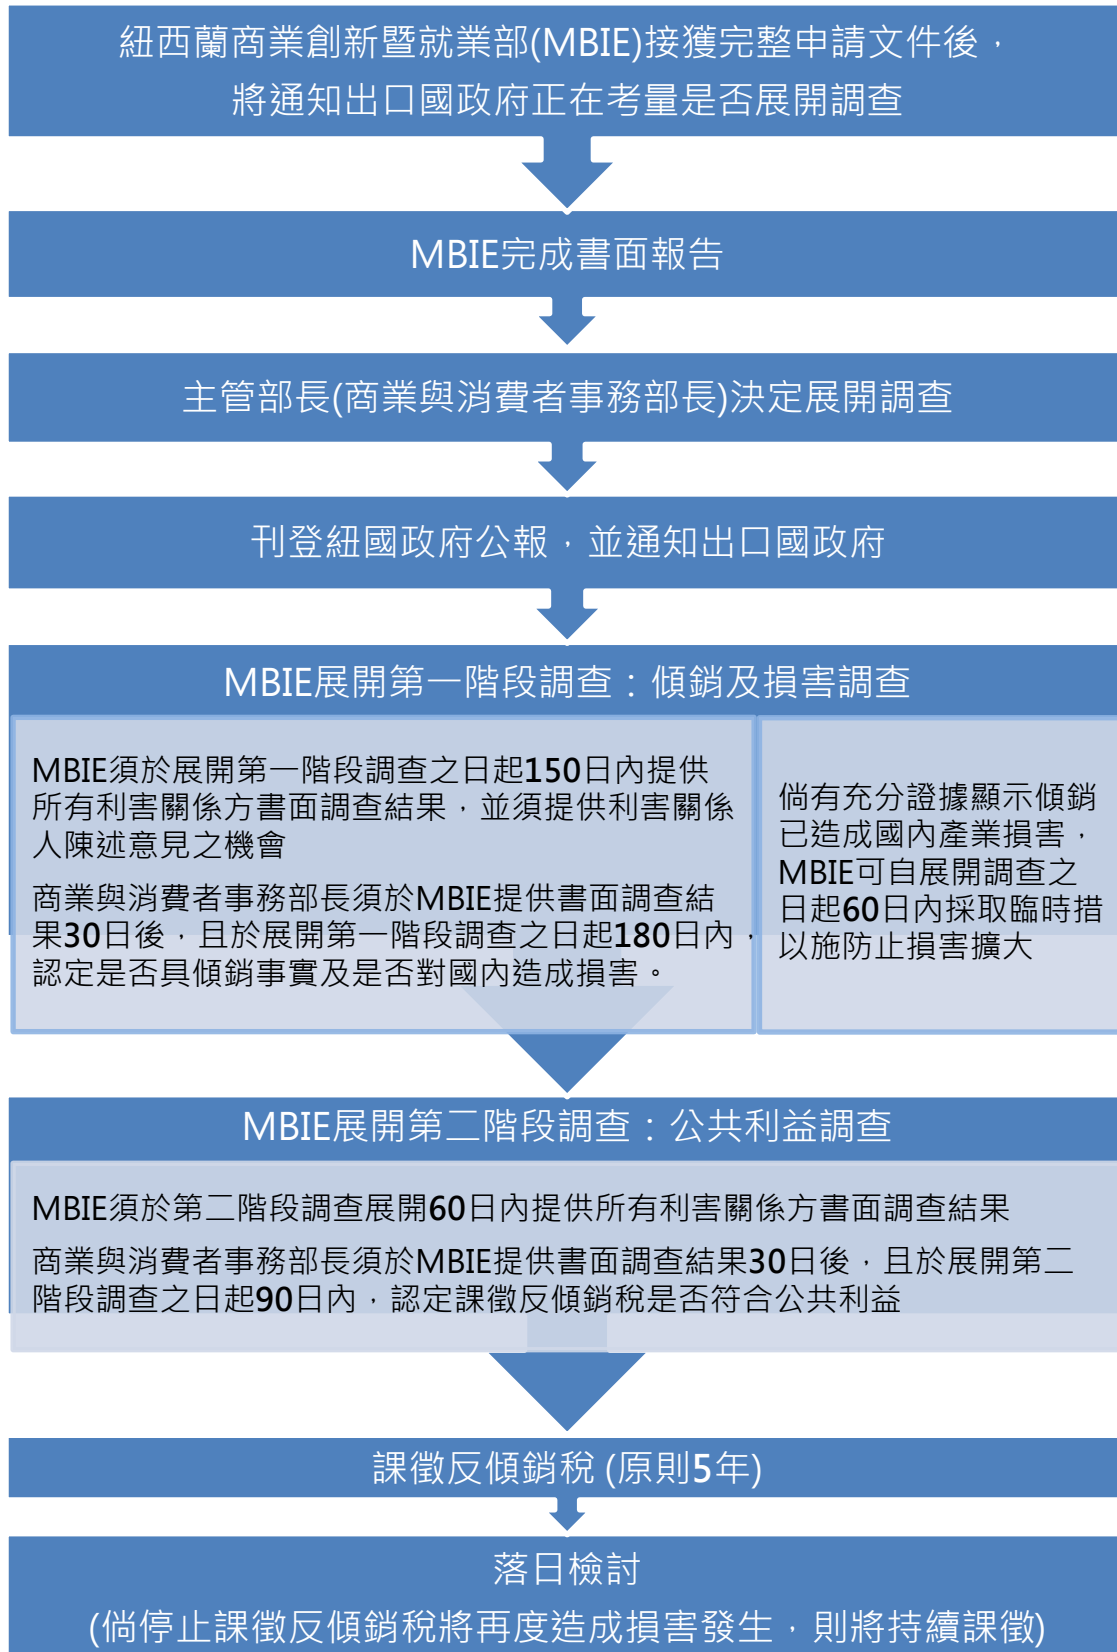 紐西蘭商業創新暨就業部(MBIE)接獲完整申請文件後，
將通知出口國政府正在考量是否展開調查
MBIE完成書面報告
主管部長(商業與消費者事務部長)決定展開調查
刊登紐國政府公報，並通知出口國政府
MBIE展開第一階段調查：傾銷及損害調查
MBIE須於展開第一階段調查之日起150日內提供
所有利害關係方書面調查結果，並須提供利害關係
人陳述意見之機會
商業與消費者事務部長須於MBIE提供書面調查結
果30日後，且於展開第一階段調查之日起180日內，
認定是否具傾銷事實及是否對國內造成損害。
倘有充分證據顯示傾銷
已造成國內產業損害，
MBIE可自展開調查之
日起60日內採取臨時措
以施防止損害擴大
MBIE展開第二階段調查：公共利益調查
MBIE須於第二階段調查展開60日內提供所有利害關係方書面調查結果
商業與消費者事務部長須於MBIE提供書面調查結果30日後，且於展開第二
階段調查之日起90日內，認定課徵反傾銷稅是否符合公共利益
課徵反傾銷稅 (原則5年)
落日檢討
(倘停止課徵反傾銷稅將再度造成損害發生，則將持續課徵)